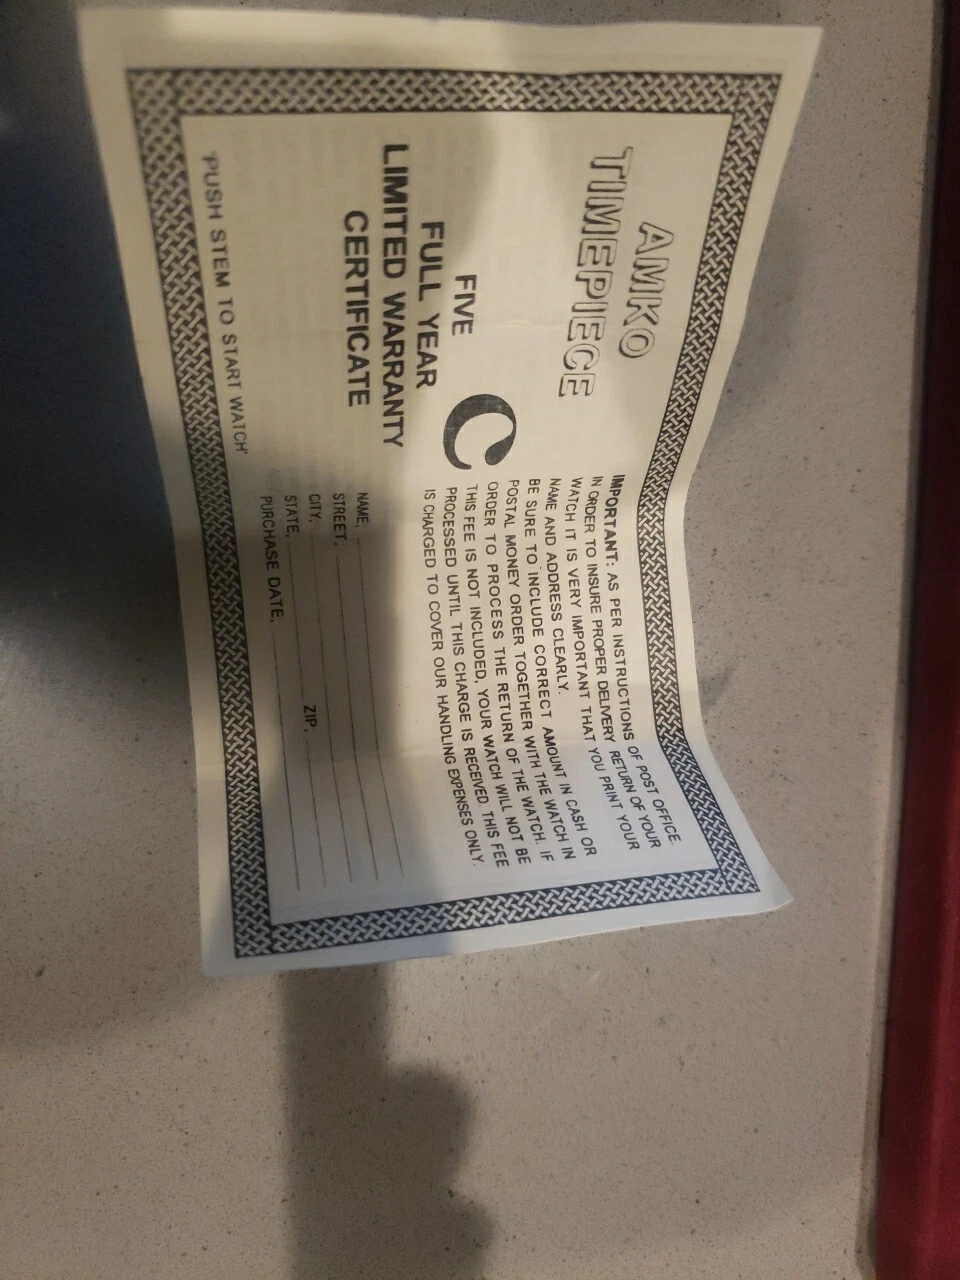 AMKO
TIMEPIECE
FIVE
FULL YEAR
LIMITED WARRANTY
CERTIFICATE
'PUSH STEM TO START WATCH'
C
IMPORTANT: AS PER INSTRUCTIONS OF POST OFFICE.
IN ORDER TO INSURE PROPER DELIVERY RETURN OF YOUR
WATCH IT IS VERY IMPORTANT THAT YOU PRINT YOUR
NAME AND ADDRESS CLEARLY.
BE SURE TO INCLUDE CORRECT AMOUNT IN CASH OR
POSTAL MONEY ORDER TOGETHER WITH THE WATCH IN
ORDER TO PROCESS THE RETURN OF THE WATCH. IF
THIS FEE IS NOT INCLUDED, YOUR WATCH WILL NOT BE
PROCESSED UNTIL THIS CHARGE IS RECEIVED. THIS FEE
IS CHARGED TO COVER OUR HANDLING EXPENSES ONLY.
NAME,
STREET,
CITY,
STATE, ZIP,
PURCHASE DATE,